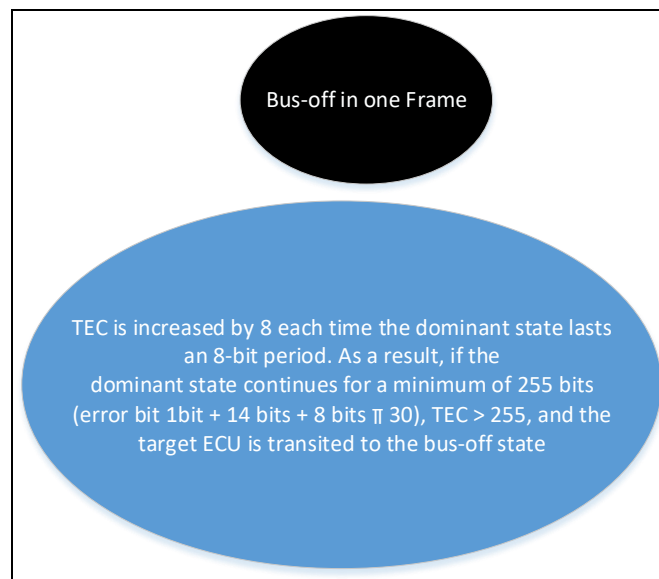 Bus-off in one Frame
TEC is increased by 8 each time the dominant state lasts
an 8-bit period. As a result, if the
dominant state continues for a minimum of 255 bits
(error bit 1bit + 14 bits + 8 bits π 30), TEC > 255, and the
target ECU is transited to the bus-off state